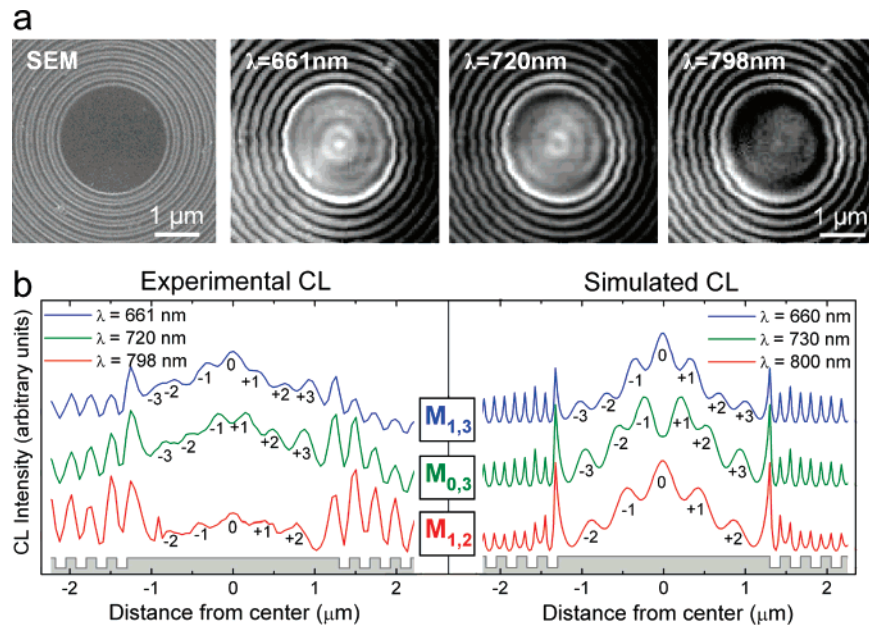 a
SEM
λ=661nm
λ=720nm
λ=798nm
1 μm
1 μm
b
Experimental CL
Simulated CL
CL Intensity (arbitrary units)
λ = 661 nm
λ = 720 nm
λ = 798 nm
-3 -2 -1 0 +1 +2 +3
-3 -2 -1 +1 +2 +3
-2 -1 0 +1 +2
M1,3
M0,3
M1,2
λ = 660 nm
λ = 730 nm
λ = 800 nm
-3 -2 -1 0 +1 +2 +3
-3 -2 -1 +1 +2 +3
-2 -1 0 +1 +2
-2 -1 0 1 2
-2 -1 0 1 2
Distance from center (μm)
Distance from center (μm)